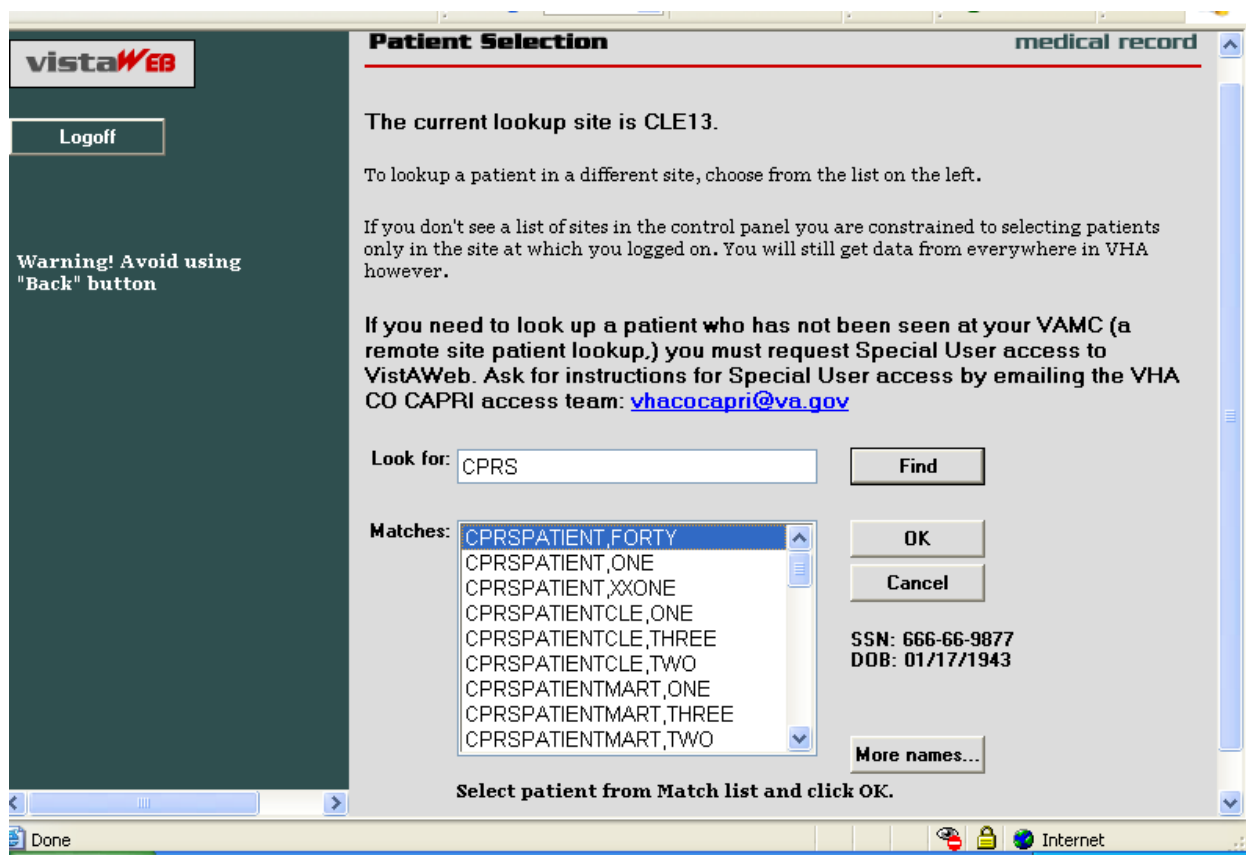 vistaWEB
Logoff
Warning! Avoid using
"Back" button
Patient Selection
medical record
The current lookup site is CLE13.
To lookup a patient in a different site, choose from the list on the left.
If you don't see a list of sites in the control panel you are constrained to selecting patients
only in the site at which you logged on. You will still get data from everywhere in VHA
however.
If you need to look up a patient who has not been seen at your VAMC (a
remote site patient lookup,) you must request Special User access to
VistAWeb. Ask for instructions for Special User access by emailing the VHA
CO CAPRI access team: vhacocapri@va.gov
Look for: CPRS
Find
Matches:
CPRSPATIENT,FORTY
CPRSPATIENT,ONE
CPRSPATIENT,XXONE
CPRSPATIENTCLE,ONE
CPRSPATIENTCLE,THREE
CPRSPATIENTCLE,TWO
CPRSPATIENTMART,ONE
CPRSPATIENTMART,THREE
CPRSPATIENTMART,TWO
OK
Cancel
SSN: 666-66-9877
DOB: 01/17/1943
More names...
Select patient from Match list and click OK.
Done
Internet